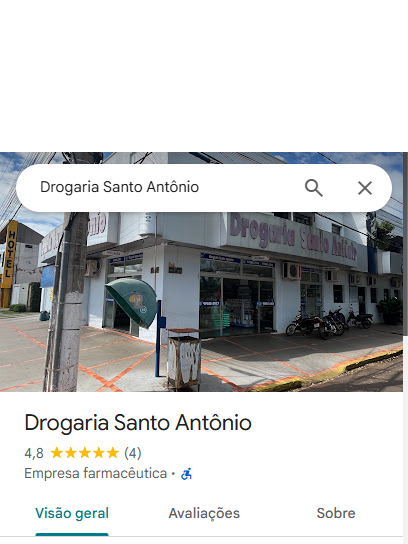 Drogaria Santo Antônio
HOTEL
Drogaria Santo Antônio
Drogaria Santo Antônio
4,8 (4)
Empresa farmacêutica ·
Visão geral
Avaliações
Sobre